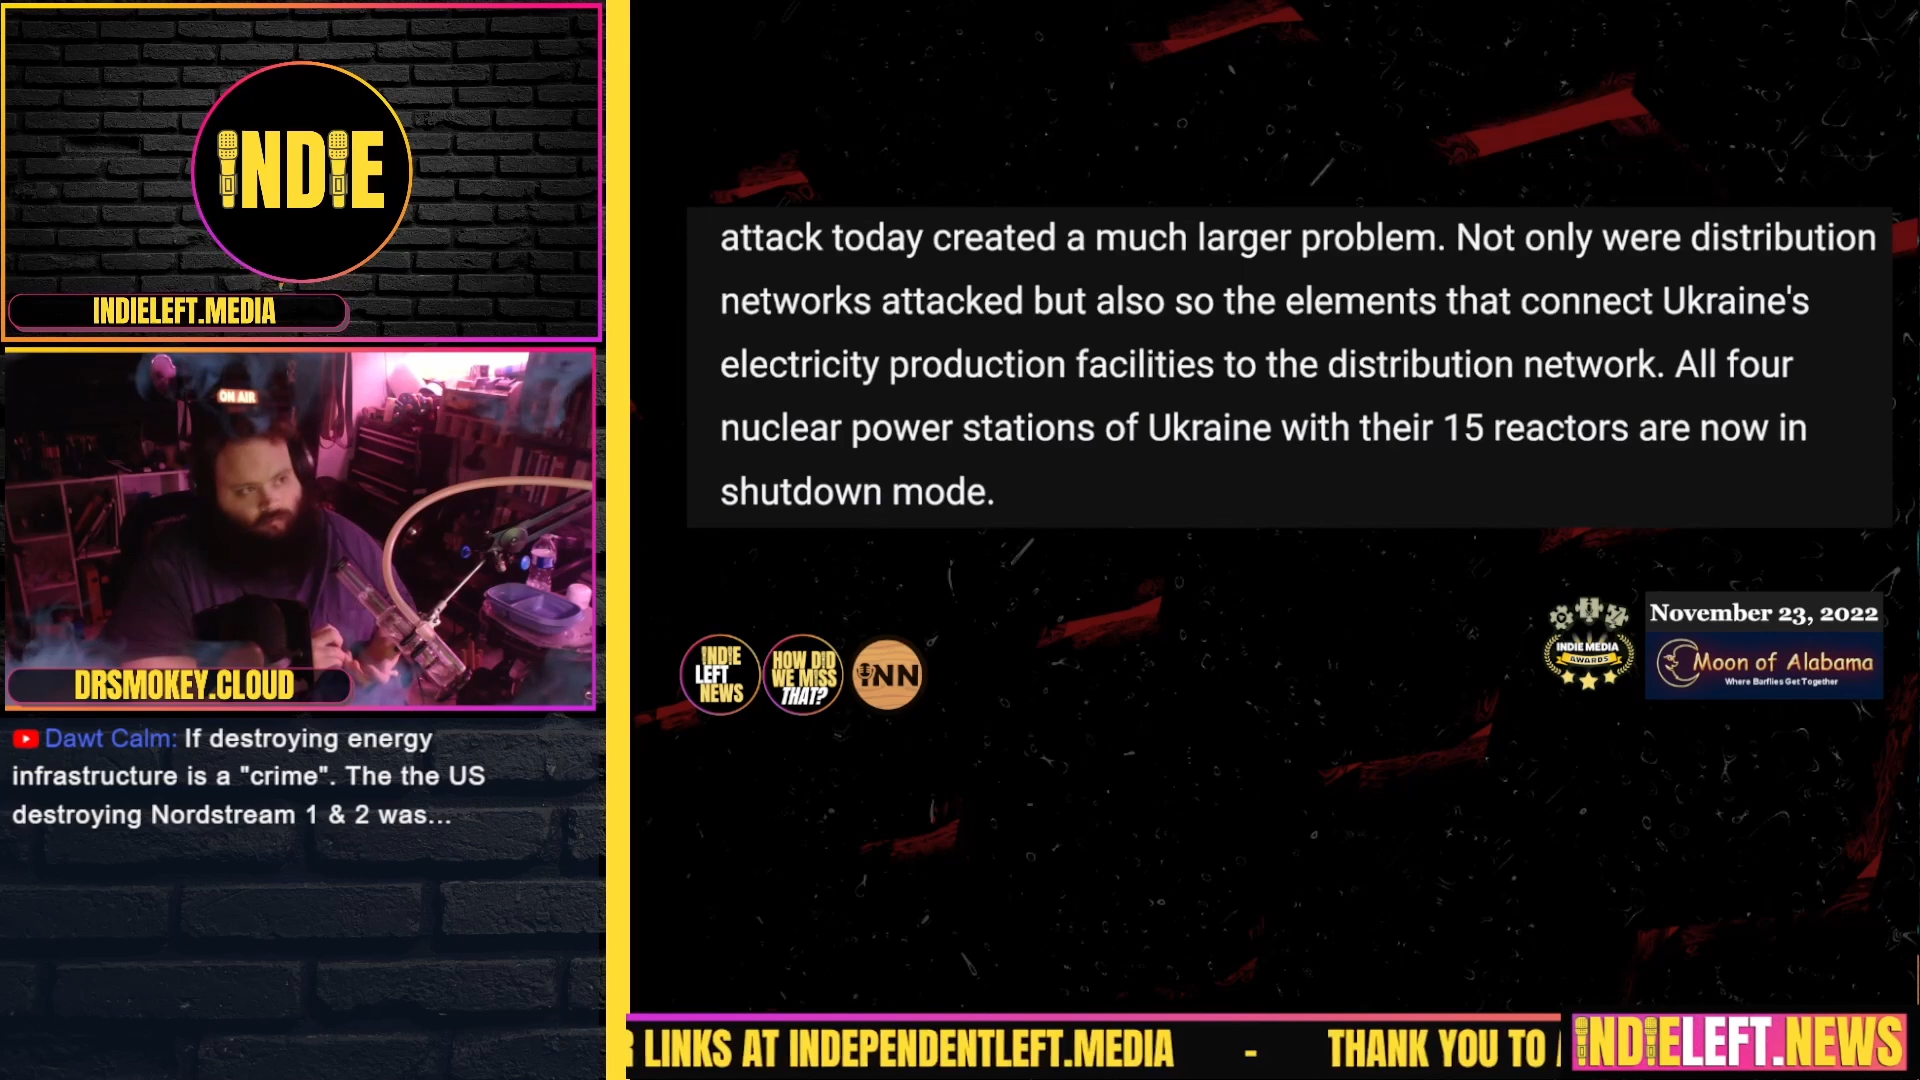 INDIE
INDIELEFT.MEDIA
ON AIR
DRSMOKEY.CLOUD
Dawt Calm: If destroying energy
infrastructure is a "crime". The the US
destroying Nordstream 1 & 2 was...
attack today created a much larger problem. Not only were distribution
networks attacked but also so the elements that connect Ukraine's
electricity production facilities to the distribution network. All four
nuclear power stations of Ukraine with their 15 reactors are now in
shutdown mode.
INDIE
LEFT
NEWS
HOW DID
WE MISS
THAT?
iNN
INDIE MEDIA
AWARDS
November 23, 2022
Moon of Alabama
Where Barflies Get Together
R LINKS AT INDEPENDENTLEFT.MEDIA - THANK YOU TO
INDIELEFT.NEWS